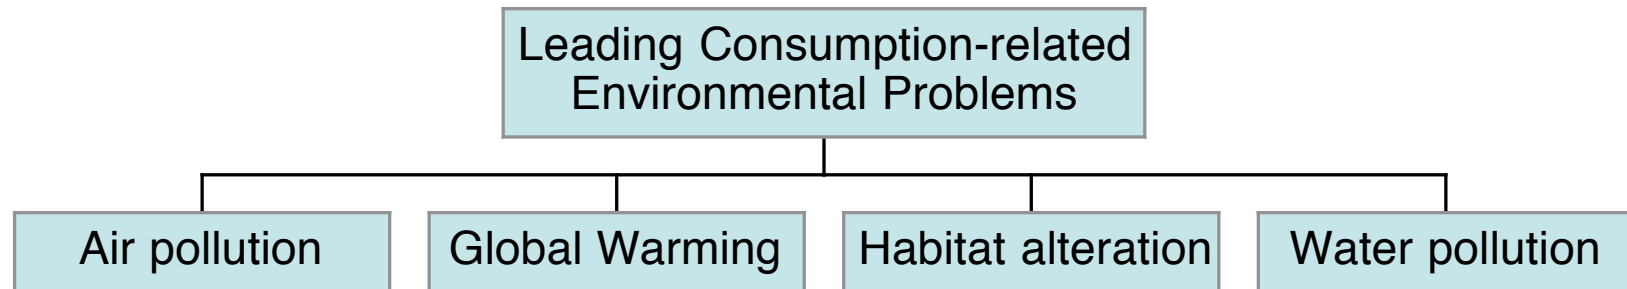 Leading Consumption-related
Environmental Problems
Air pollution
Global Warming
Habitat alteration
Water pollution